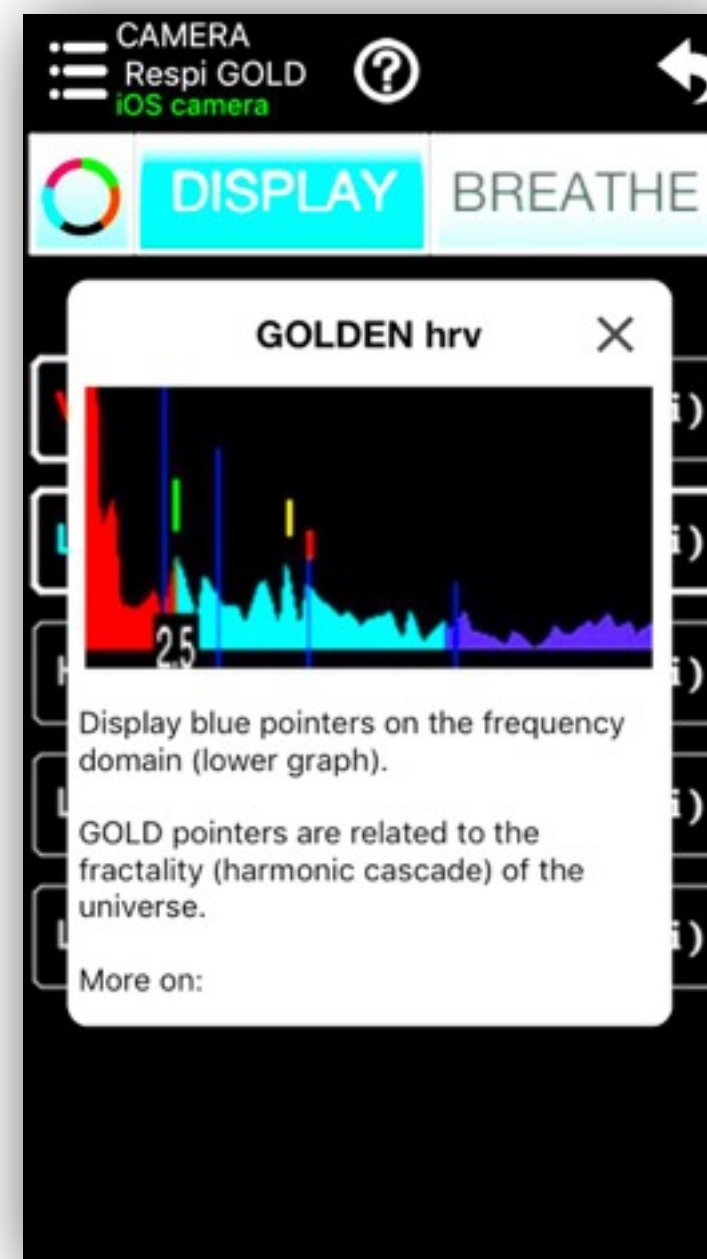 CAMERA
Respi GOLD
iOS camera
DISPLAY
BREATHE
GOLDEN hrv
2.5
Display blue pointers on the frequency
domain (lower graph).
GOLD pointers are related to the
fractality (harmonic cascade) of the
universe.
More on: